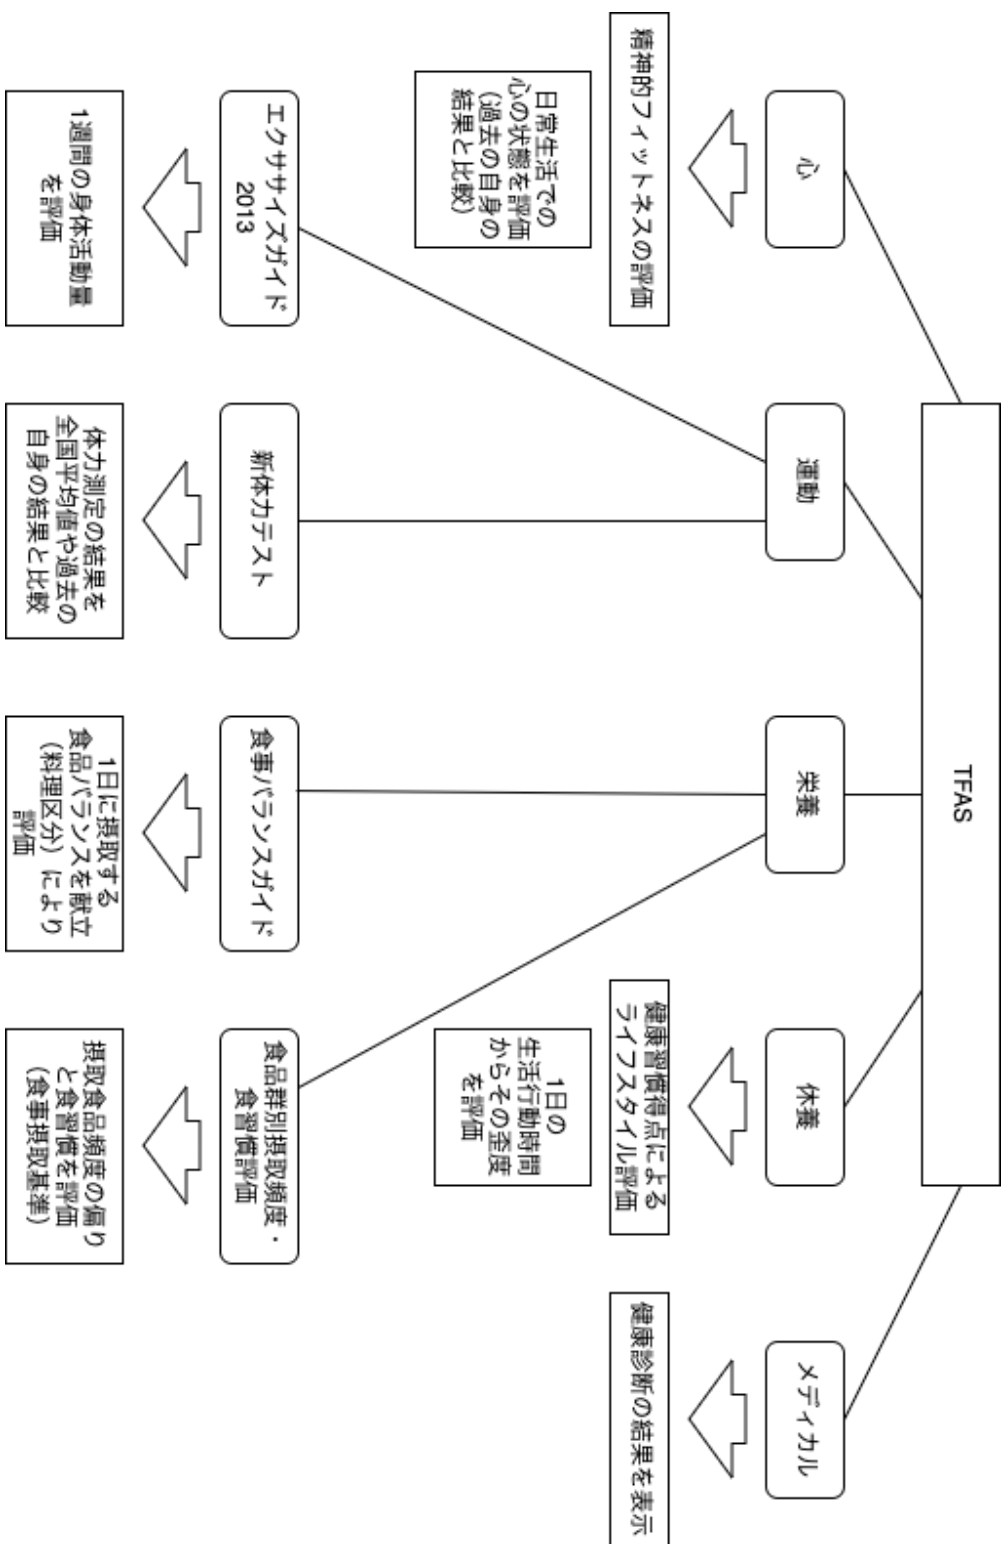 TFAS
心
運動
栄養
休養
メディカル
精神的フィットネスの評価
健康習慣得点による
ライフスタイル評価
健康診断の結果を表示
日常生活での
心の状態を評価
(過去の自身の
結果と比較)
1日の
生活行動時間
からその歪度
を評価
エクササイズガイド
2013
新体力テスト
食事バランスガイド
食品群別摂取頻度・
食習慣評価
1週間の身体活動量
を評価
体力測定の結果を
全国平均値や過去の
自身の結果と比較
1日に摂取する
食品バランスを献立
(料理区分)により
評価
摂取食品頻度の偏り
と食習慣を評価
(食事摂取基準)